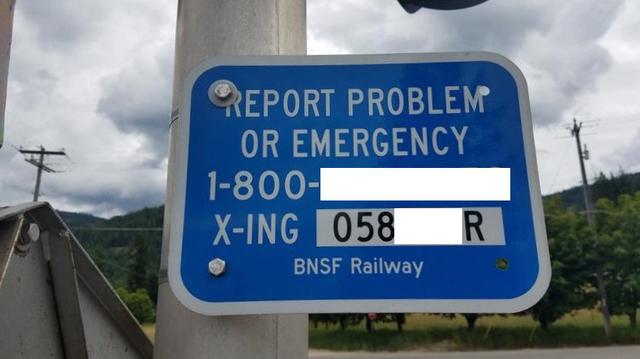 REPORT PROBLEM
OR EMERGENCY
1-800-
X-ING 058 R
BNSF Railway